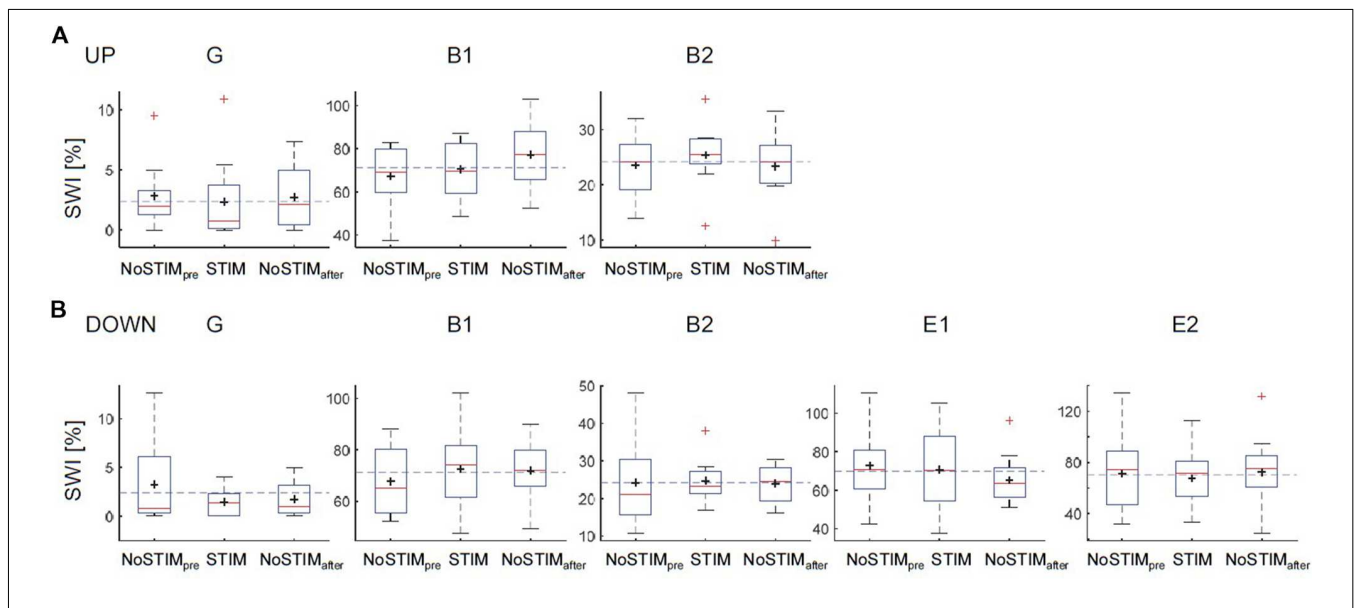 A
UP G B1 B2
SWI [%]
10 5 0
100 80 60 40
30 20 10
NoSTIMpre STIM NoSTIMafter NoSTIMpre STIM NoSTIMafter NoSTIMpre STIM NoSTIMafter
B
DOWN G B1 B2 E1 E2
SWI [%]
10 5 0
100 80 60
50 40 30 20 10
100 80 60 40
120 80 40
NoSTIMpre STIM NoSTIMafter NoSTIMpre STIM NoSTIMafter NoSTIMpre STIM NoSTIMafter NoSTIMpre STIM NoSTIMafter NoSTIMpre STIM NoSTIMafter